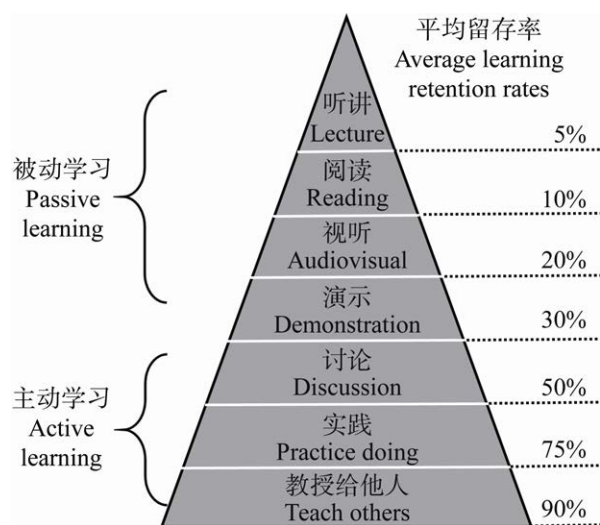 平均留存率
Average learning
retention rates
听讲
Lecture
5%
阅读
Reading
10%
视听
Audiovisual
20%
演示
Demonstration
30%
讨论
Discussion
50%
实践
Practice doing
75%
教授给他人
Teach others
90%
被动学习
Passive
learning
主动学习
Active
learning